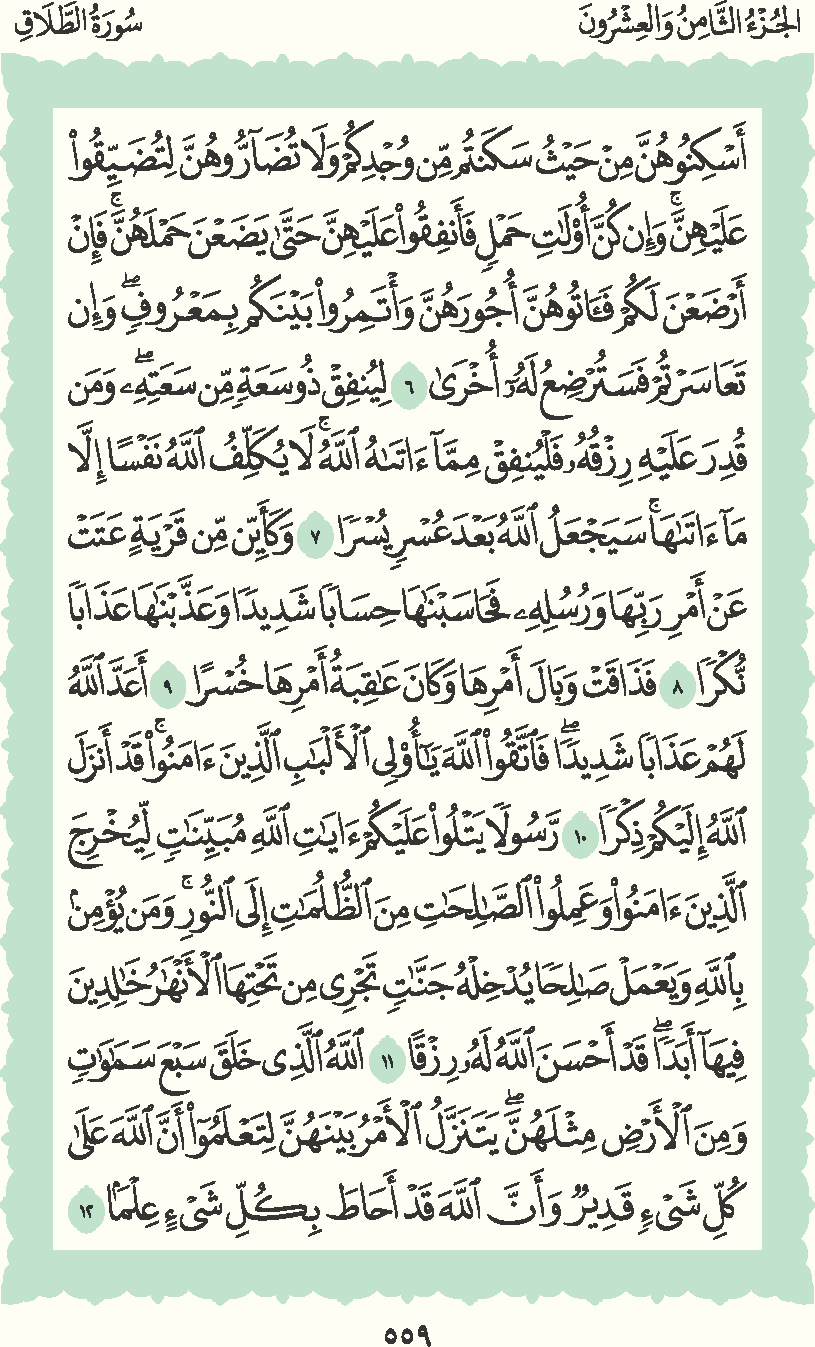 الجُزْءُ الثَّامِنُ وَالعِشْرُونَ
سُورَةُ الطَّلَاقِ
أَسْكِنُوهُنَّ مِنْ حَيْثُ سَكَنتُم مِّن وُجْدِكُمْ وَلَا تُضَآرُّوهُنَّ لِتُضَيِّقُوا۟
عَلَيْهِنَّ ۚ وَإِن كُنَّ أُو۟لَـٰتِ حَمْلٍ فَأَنفِقُوا۟ عَلَيْهِنَّ حَتَّىٰ يَضَعْنَ حَمْلَهُنَّ ۚ فَإِنْ
أَرْضَعْنَ لَكُمْ فَـَٔاتُوهُنَّ أُجُورَهُنَّ وَأْتَمِرُوا۟ بَيْنَكُم بِمَعْرُوفٍ ۖ وَإِن
تَعَاسَرْتُمْ فَسَتُرْضِعُ لَهُۥٓ أُخْرَىٰ ٦ لِيُنفِقْ ذُو سَعَةٍ مِّن سَعَتِهِۦ ۖ وَمَن
قُدِرَ عَلَيْهِ رِزْقُهُۥ فَلْيُنفِقْ مِمَّآ ءَاتَىٰهُ ٱللَّهُ ۚ لَا يُكَلِّفُ ٱللَّهُ نَفْسًا إِلَّا
مَآ ءَاتَىٰهَا ۚ سَيَجْعَلُ ٱللَّهُ بَعْدَ عُسْرٍ يُسْرًا ٧ وَكَأَيِّن مِّن قَرْيَةٍ عَتَتْ
عَنْ أَمْرِ رَبِّهَا وَرُسُلِهِۦ فَحَاسَبْنَـٰهَا حِسَابًا شَدِيدًا وَعَذَّبْنَـٰهَا عَذَابًا
نُّكْرًا ٨ فَذَاقَتْ وَبَالَ أَمْرِهَا وَكَانَ عَـٰقِبَةُ أَمْرِهَا خُسْرًا ٩ أَعَدَّ ٱللَّهُ
لَهُمْ عَذَابًا شَدِيدًا ۖ فَٱتَّقُوا۟ ٱللَّهَ يَـٰٓأُو۟لِى ٱلْأَلْبَـٰبِ ٱلَّذِينَ ءَامَنُوا۟ ۚ قَدْ أَنزَلَ
ٱللَّهُ إِلَيْكُمْ ذِكْرًا ١٠ رَّسُولًا يَتْلُوا۟ عَلَيْكُمْ ءَايَـٰتِ ٱللَّهِ مُبَيِّنَـٰتٍ لِّيُخْرِجَ
ٱلَّذِينَ ءَامَنُوا۟ وَعَمِلُوا۟ ٱلصَّـٰلِحَـٰتِ مِنَ ٱلظُّلُمَـٰتِ إِلَى ٱلنُّورِ ۚ وَمَن يُؤْمِنۢ
بِٱللَّهِ وَيَعْمَلْ صَـٰلِحًا يُدْخِلْهُ جَنَّـٰتٍ تَجْرِى مِن تَحْتِهَا ٱلْأَنْهَـٰرُ خَـٰلِدِينَ
فِيهَآ أَبَدًا ۖ قَدْ أَحْسَنَ ٱللَّهُ لَهُۥ رِزْقًا ١١ ٱللَّهُ ٱلَّذِى خَلَقَ سَبْعَ سَمَـٰوَٰتٍ
وَمِنَ ٱلْأَرْضِ مِثْلَهُنَّ ۖ يَتَنَزَّلُ ٱلْأَمْرُ بَيْنَهُنَّ لِتَعْلَمُوٓا۟ أَنَّ ٱللَّهَ عَلَىٰ
كُلِّ شَىْءٍ قَدِيرٌ وَأَنَّ ٱللَّهَ قَدْ أَحَاطَ بِكُلِّ شَىْءٍ عِلْمًۢا ١٢
٥٥٩